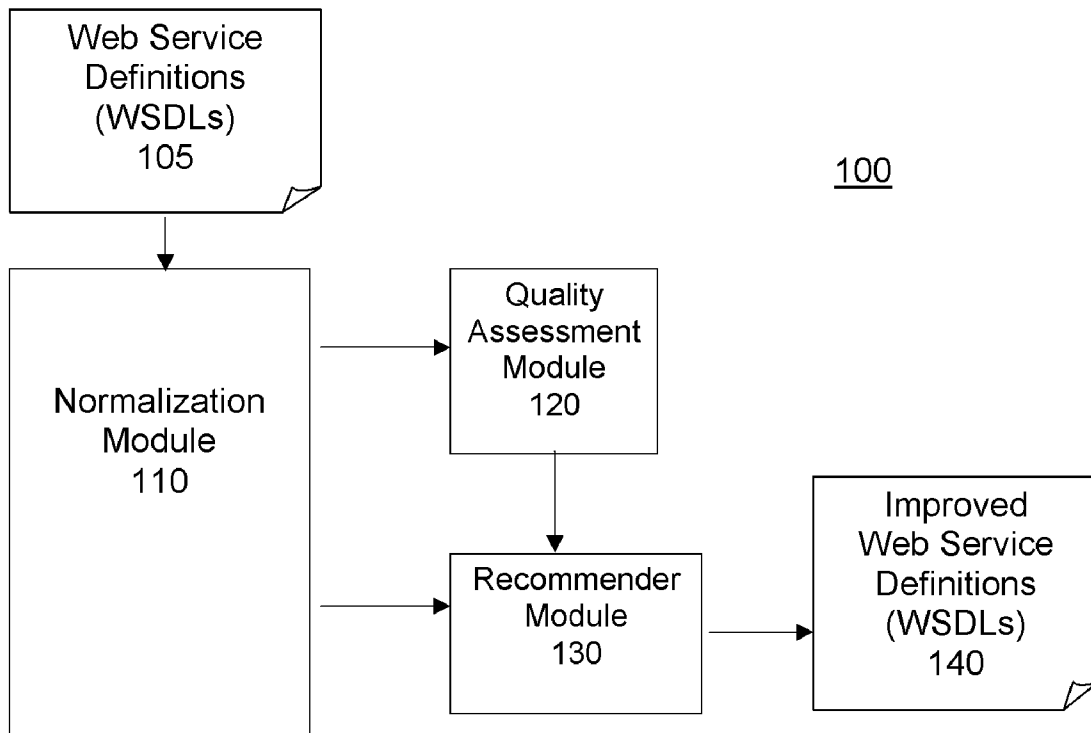 Web Service
Definitions
(WSDLs)
105
100
Normalization
Module
110
Quality
Assessment
Module
120
Recommender
Module
130
Improved
Web Service
Definitions
(WSDLs)
140